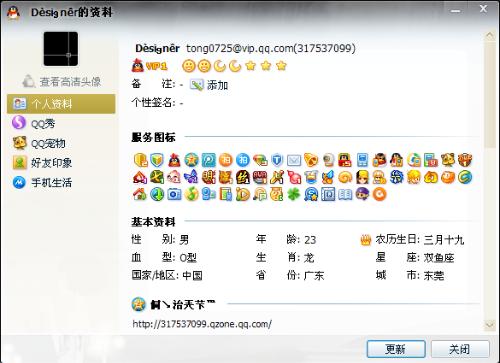 Dèsignêr的资料
Dèsignêr tong0725@vip.qq.com(317537099)
VIP1
查看高清头像
备 注: - 添加
个性签名: -
个人资料
QQ秀
QQ宠物
好友印象
手机生活
服务图标
基本资料
性 别: 男 年 龄: 23 农历生日: 三月十九
血 型: O型 生 肖: 龙 星 座: 双鱼座
国家/地区: 中国 省 份: 广东 城 市: 东莞
http://317537099.qzone.qq.com/
更新 关闭